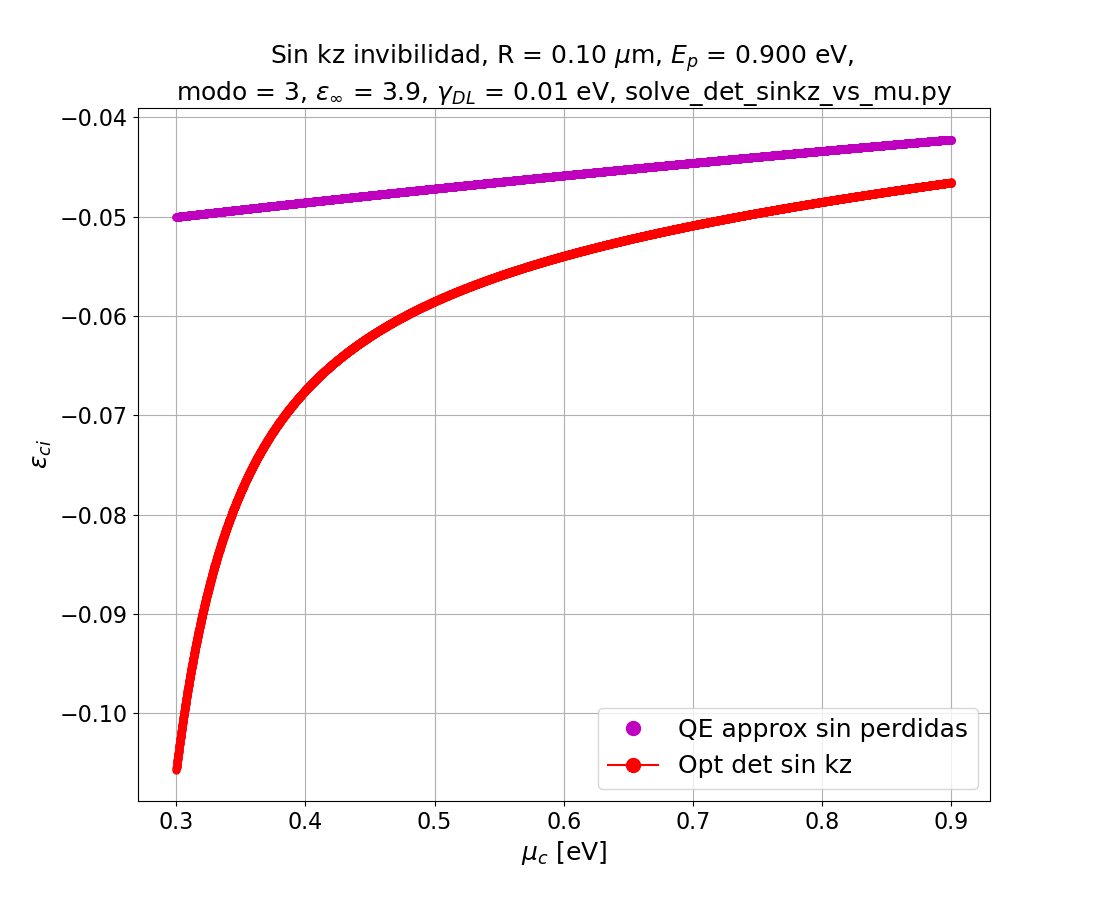 Sin kz invibilidad, R = 0.10 μm, E_p = 0.900 eV,
modo = 3, ε_∞ = 3.9, γ_DL = 0.01 eV, solve_det_sinkz_vs_mu.py
−0.04
−0.05
−0.06
−0.07
−0.08
−0.09
−0.10
ε_ci
QE approx sin perdidas
Opt det sin kz
0.3 0.4 0.5 0.6 0.7 0.8 0.9
μ_c [eV]